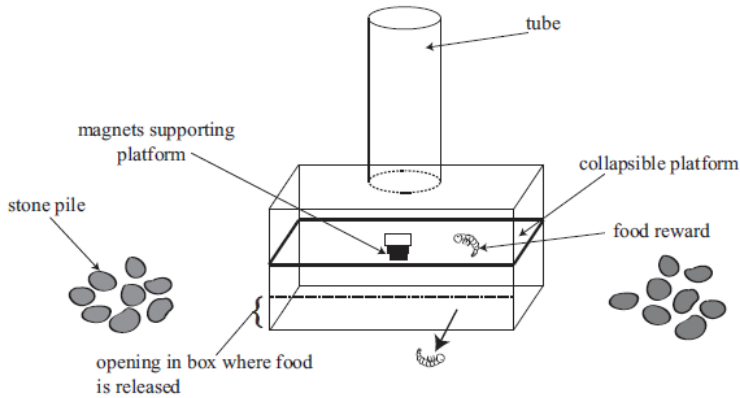 tube
magnets supporting
platform
collapsible platform
stone pile
food reward
opening in box where food
is released